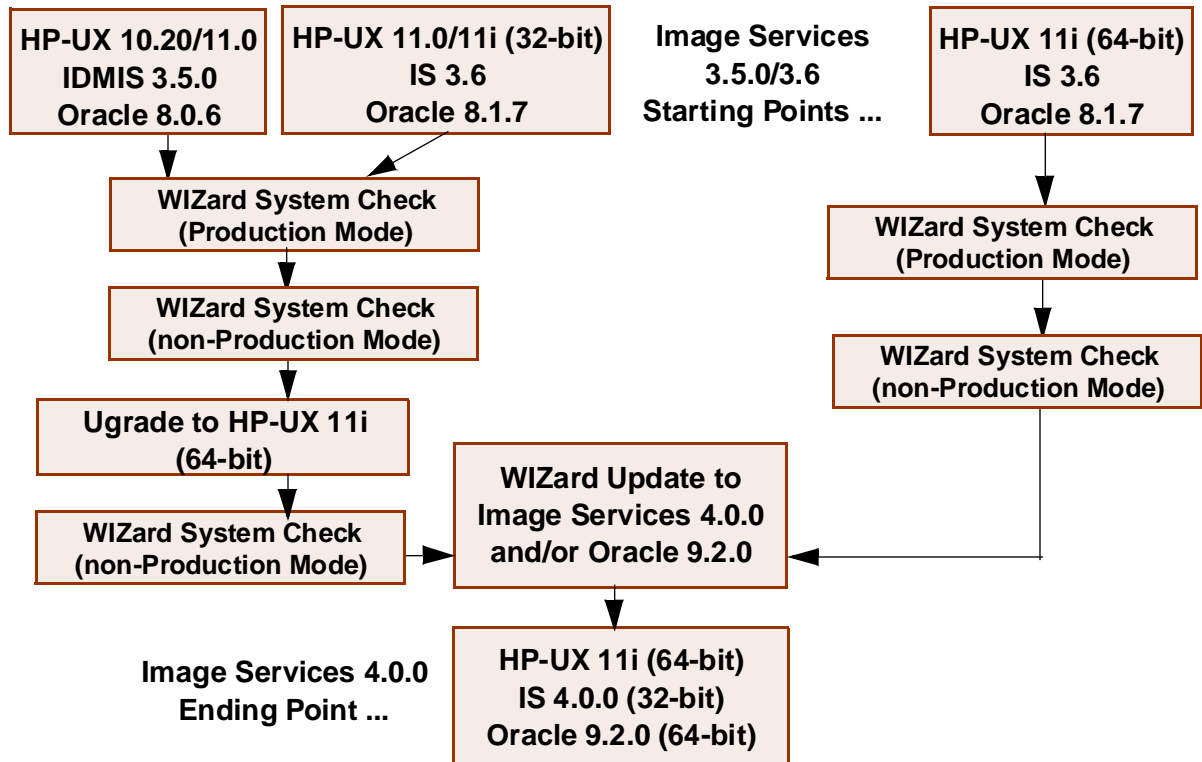 HP-UX 10.20/11.0
IDMIS 3.5.0
Oracle 8.0.6
HP-UX 11.0/11i (32-bit)
IS 3.6
Oracle 8.1.7
Image Services
3.5.0/3.6
Starting Points ...
HP-UX 11i (64-bit)
IS 3.6
Oracle 8.1.7
WIZard System Check
(Production Mode)
WIZard System Check
(non-Production Mode)
Ugrade to HP-UX 11i
(64-bit)
WIZard System Check
(non-Production Mode)
WIZard System Check
(Production Mode)
WIZard System Check
(non-Production Mode)
WIZard Update to
Image Services 4.0.0
and/or Oracle 9.2.0
Image Services 4.0.0
Ending Point ...
HP-UX 11i (64-bit)
IS 4.0.0 (32-bit)
Oracle 9.2.0 (64-bit)